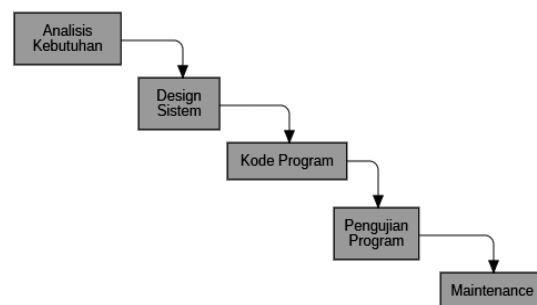 Analisis
Kebutuhan
Design
Sistem
Kode Program
Pengujian
Program
Maintenance